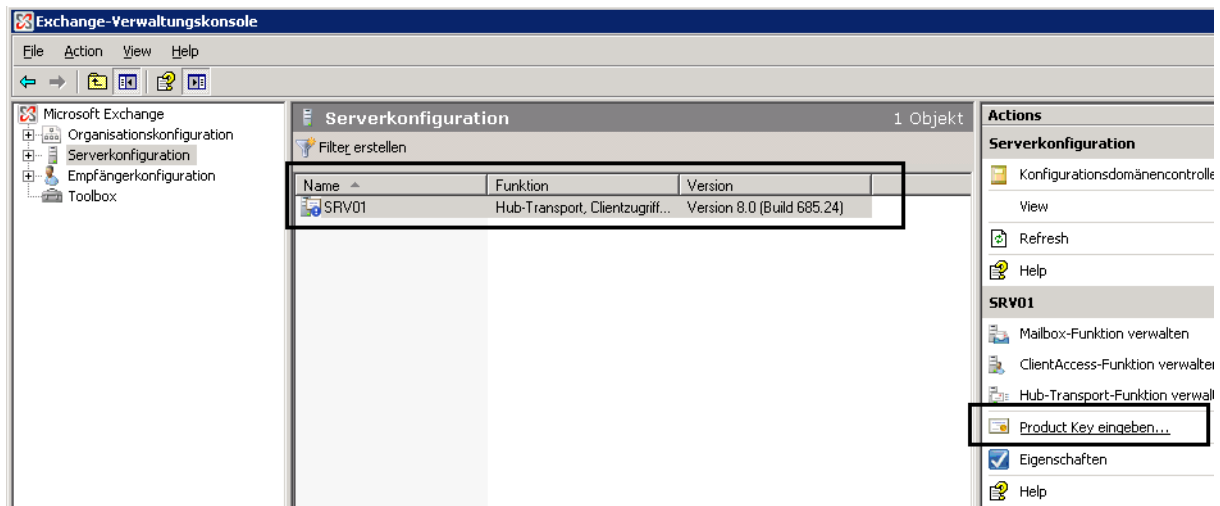 Exchange-Verwaltungskonsole
File Action View Help
Microsoft Exchange
Organisationskonfiguration
Serverkonfiguration
Empfängerkonfiguration
Toolbox
Serverkonfiguration 1 Objekt
Filter erstellen
Name Funktion Version
SRV01 Hub-Transport, Clientzugriff... Version 8.0 (Build 685.24)
Actions
Serverkonfiguration
Konfigurationsdomänencontrolle
View
Refresh
Help
SRV01
Mailbox-Funktion verwalten
ClientAccess-Funktion verwalte
Hub-Transport-Funktion verwal
Product Key eingeben...
Eigenschaften
Help